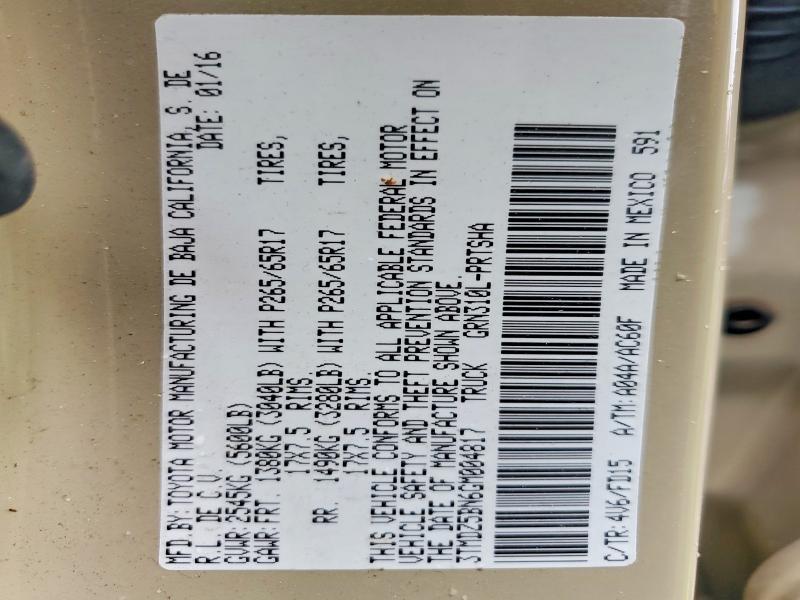 MFD.BY: TOYOTA MOTOR MANUFACTURING DE BAJA CALIFORNIA, S. DE
R.L. DE C.V. DATE: 01/16
GVWR: 2545KG (5600LB)
GAWR: FRT. 1380KG (3040LB) WITH P265/65R17 TIRES,
17X7.5 RIMS.
RR. 1490KG (3280LB) WITH P265/65R17 TIRES,
17X7.5 RIMS.
THIS VEHICLE CONFORMS TO ALL APPLICABLE FEDERAL MOTOR
VEHICLE SAFETY AND THEFT PREVENTION STANDARDS IN EFFECT ON
THE DATE OF MANUFACTURE SHOWN ABOVE.
3TMDZ5BN6GM004817 TRUCK GRN310L-PRTSHA
C/TR: 4V6/FD15 A/TM: A04A/AC60F MADE IN MEXICO 591